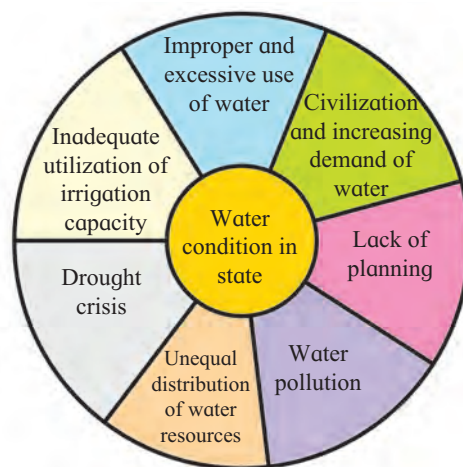 Improper and
excessive use
of water
Civilization
and increasing
demand of
water
Lack of
planning
Water
pollution
Unequal
distribution
of water
resources
Drought
crisis
Inadequate
utilization of
irrigation
capacity
Water
condition in
state